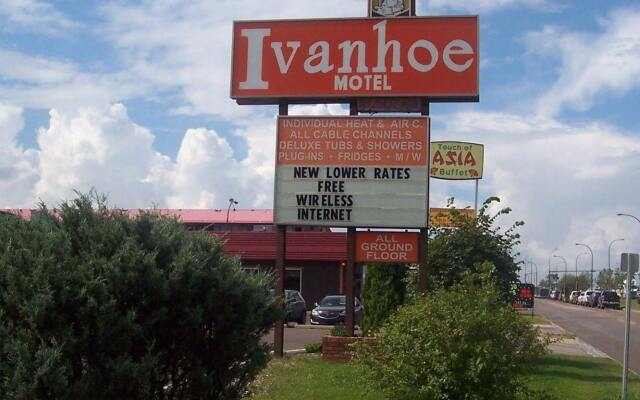 Ivanhoe
MOTEL
INDIVIDUAL HEAT & AIR C.
ALL CABLE CHANNELS
DELUXE TUBS & SHOWERS
PLUG-INS · FRIDGES · M/W
NEW LOWER RATES
FREE
WIRELESS
INTERNET
ALL
GROUND
FLOOR
Touch of
ASIA
Buffet